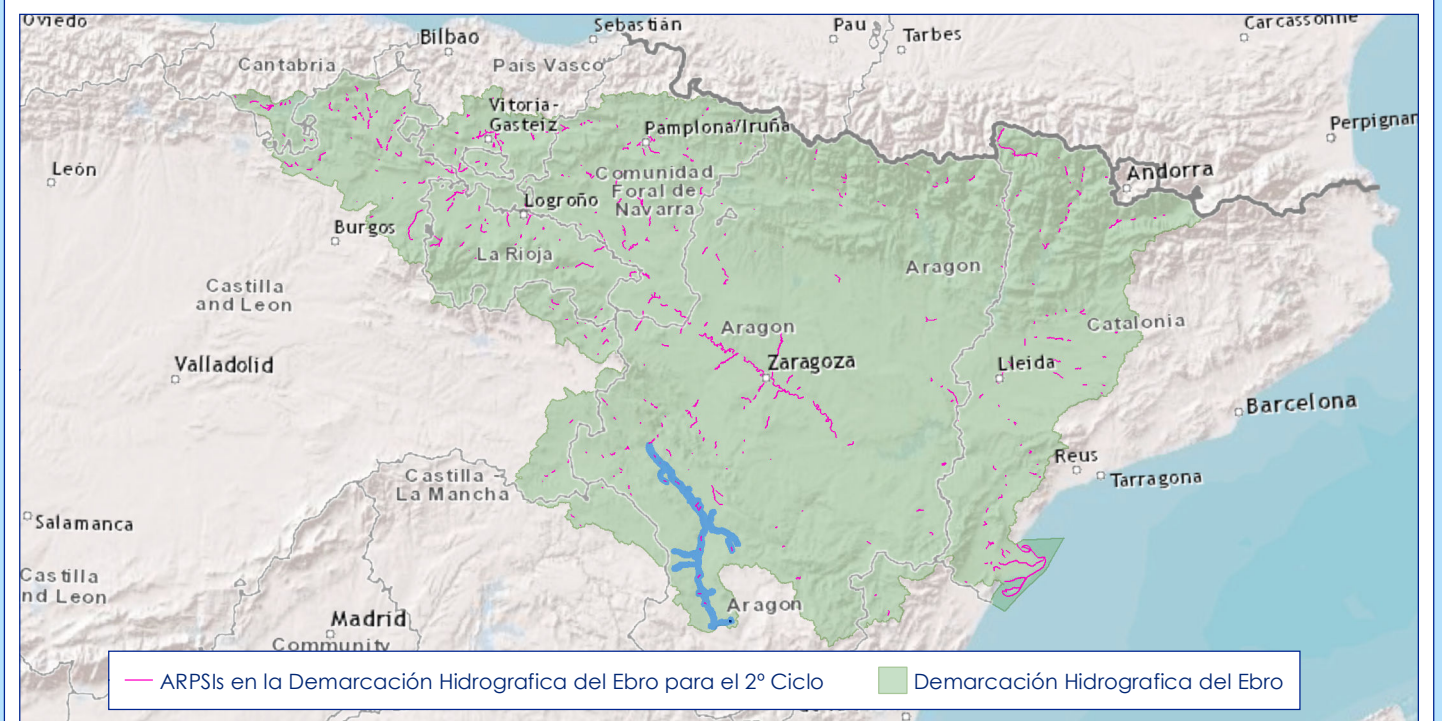 Oviedo
Sebastián
Pau
Tarbes
Carcassonne
Bilbao
Cantabria
Pais Vasco
Vitoria-
Gasteiz
Pamplona/Iruña
Perpignan
León
Andorra
Comunidad
Foral de
Navarra
Logroño
Burgos
La Rioja
Aragon
Castilla
and Leon
Aragon
Catalonia
Valladolid
Zaragoza
Lleida
Barcelona
Castilla
La Mancha
Reus
Tarragona
Salamanca
Castilla
nd Leon
Aragon
Madrid
Community
ARPSIs en la Demarcación Hidrografica del Ebro para el 2º Ciclo
Demarcación Hidrografica del Ebro